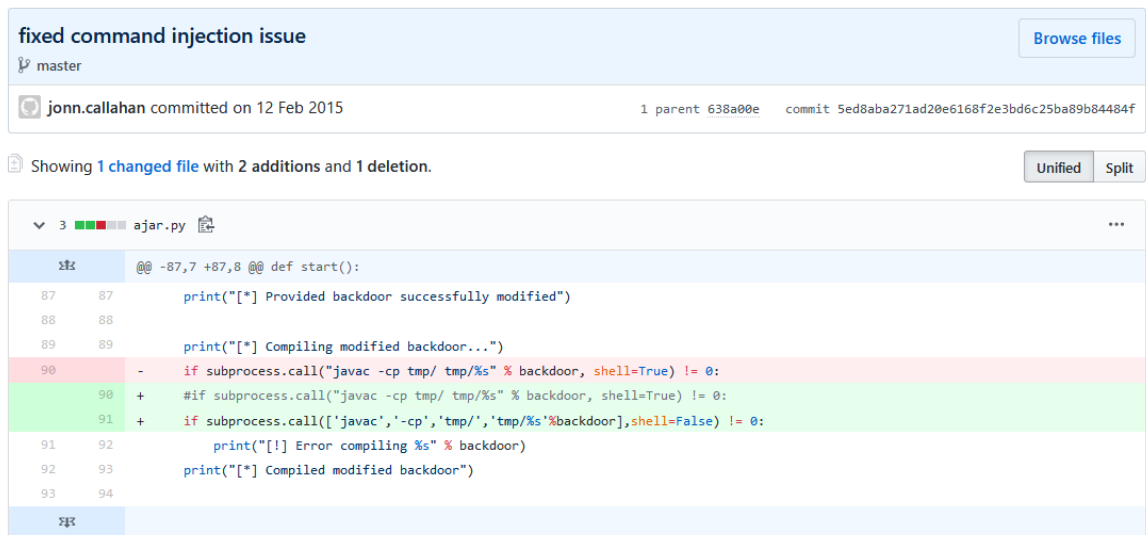 fixed command injection issue
Browse files
master
jonn.callahan committed on 12 Feb 2015
1 parent 638a00e commit 5ed8aba271ad20e6168f2e3bd6c25ba89b84484f
Showing 1 changed file with 2 additions and 1 deletion.
Unified Split
3 ajar.py
@@ -87,7 +87,8 @@ def start():
87 87 print("[*] Provided backdoor successfully modified")
88 88
89 89 print("[*] Compiling modified backdoor...")
90 - if subprocess.call("javac -cp tmp/ tmp/%s" % backdoor, shell=True) != 0:
90 + #if subprocess.call("javac -cp tmp/ tmp/%s" % backdoor, shell=True) != 0:
91 + if subprocess.call(['javac','-cp','tmp/','tmp/%s'%backdoor],shell=False) != 0:
91 92 print("[!] Error compiling %s" % backdoor)
92 93 print("[*] Compiled modified backdoor")
93 94